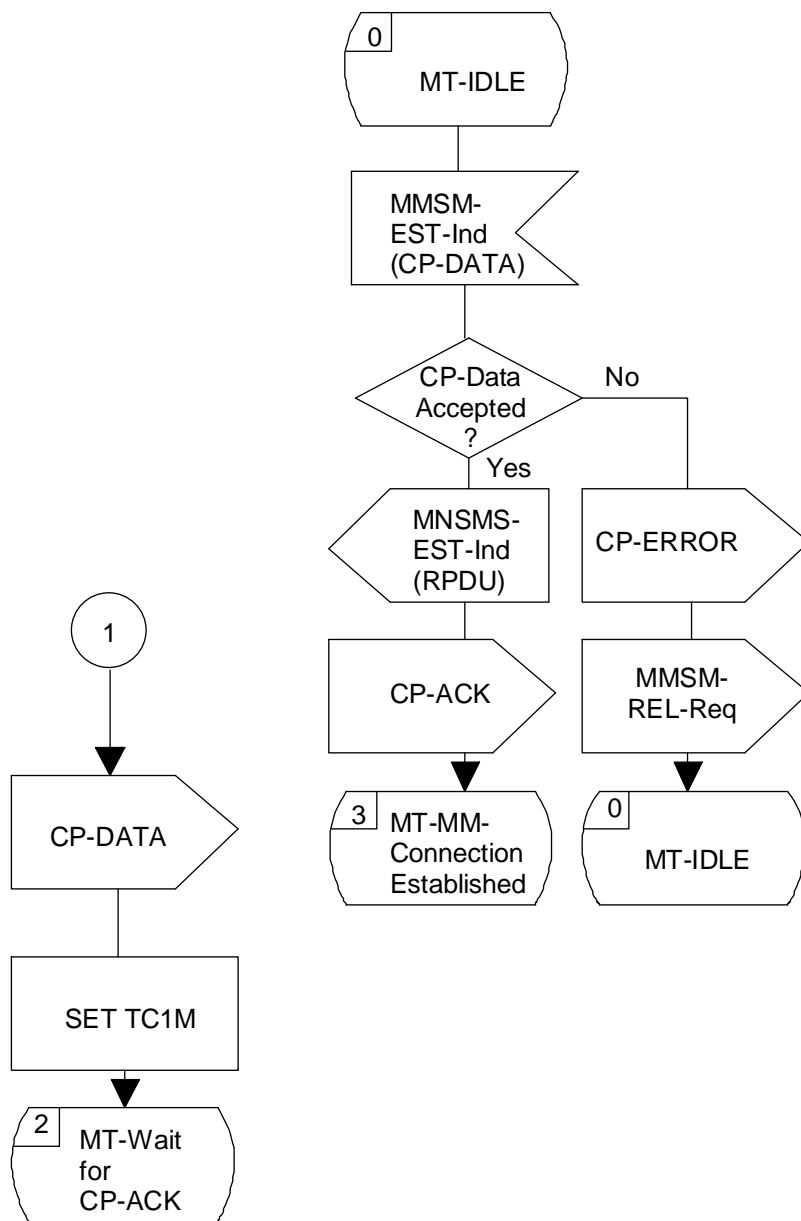 0
MT-IDLE
MMSM-
EST-Ind
(CP-DATA)
CP-Data
Accepted
?
No
Yes
MNSMS-
EST-Ind
(RPDU)
CP-ERROR
CP-ACK
MMSM-
REL-Req
3
MT-MM-
Connection
Established
0
MT-IDLE
1
CP-DATA
SET TC1M
2
MT-Wait
for
CP-ACK